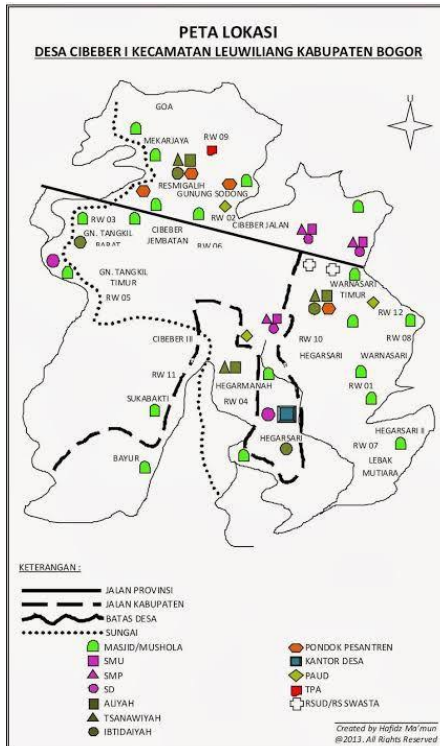 PETA LOKASI
DESA CIBEBER I KECAMATAN LEUWILIANG KABUPATEN BOGOR
U
GOA
MEKARJAYA
RW 09
RESMIGALIH
GUNUNG SODONG
RW 03
RW 02
CIBEBER JALAN
GN. TANGKIL
BARAT
CIBEBER
JEMBATAN
RW 06
GN. TANGKIL
TIMUR
RW 05
WARNASARI
TIMUR
RW 12
CIBEBER III
RW 10
HEGARSARI
RW 08
WARNASARI
RW 11
HEGARMANAH
RW 04
RW 01
SUKABAKTI
HEGARSARI
HEGARSARI II
RW 07
LEBAK
MUTIARA
BAYUR
KETERANGAN :
JALAN PROVINSI
JALAN KABUPATEN
BATAS DESA
SUNGAI
MASJID/MUSHOLA
SMU
SMP
SD
ALIYAH
TSANAWIYAH
IBTIDAIYAH
PONDOK PESANTREN
KANTOR DESA
PAUD
TPA
RSUD/RS SWASTA
Created by Hafidz Ma'mun
@2013. All Rights Reserved